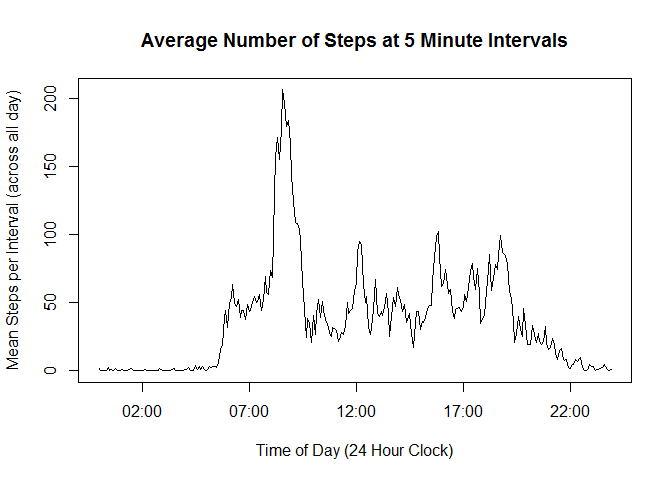 Average Number of Steps at 5 Minute Intervals
Mean Steps per Interval (across all day)
200
150
100
50
0
02:00 07:00 12:00 17:00 22:00
Time of Day (24 Hour Clock)